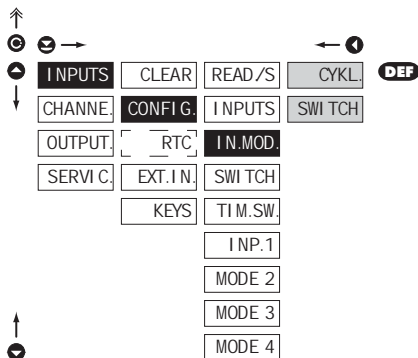 INPUTS CLEAR READ/S CYKL. DEF
CHANNE. CONFIG. INPUTS SWITCH
OUTPUT. RTC IN.MOD.
SERVIC. EXT.IN. SWITCH
KEYS TIM.SW.
INP.1
MODE 2
MODE 3
MODE 4